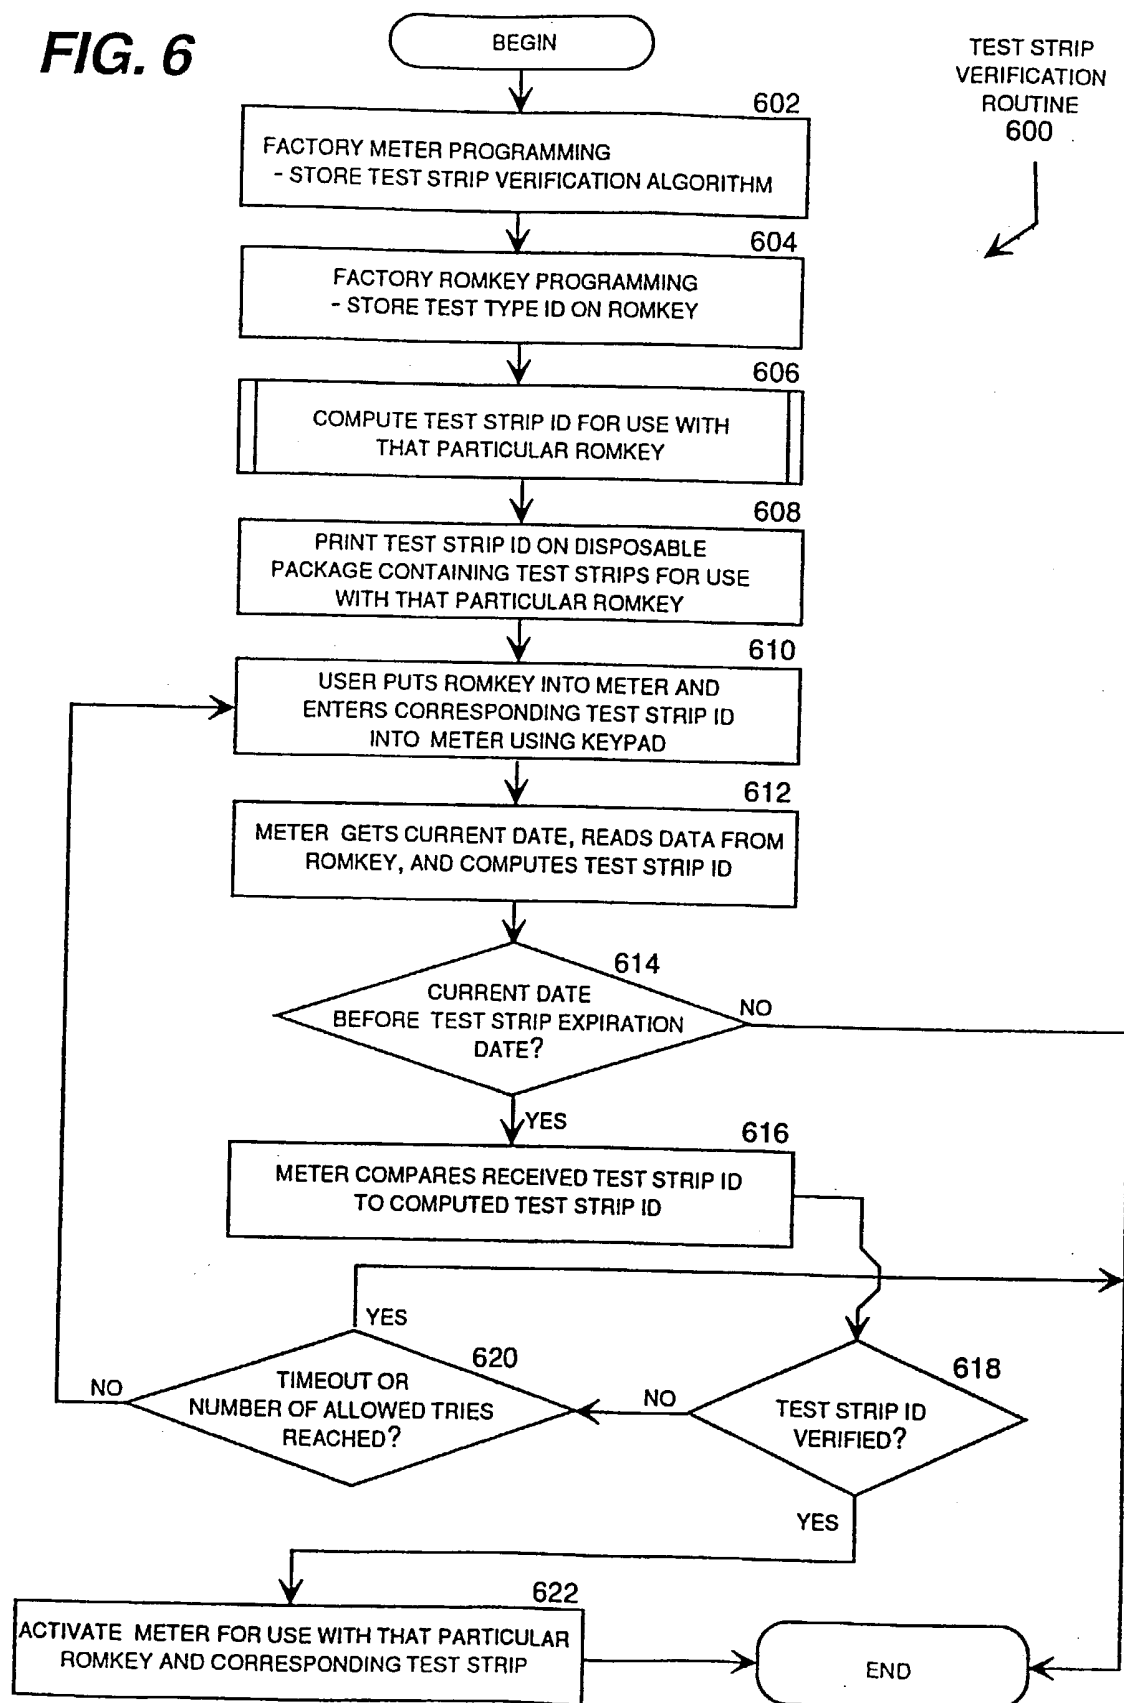 FIG. 6
BEGIN
TEST STRIP
VERIFICATION
ROUTINE
600
602
FACTORY METER PROGRAMMING
- STORE TEST STRIP VERIFICATION ALGORITHM
604
FACTORY ROMKEY PROGRAMMING
- STORE TEST TYPE ID ON ROMKEY
606
COMPUTE TEST STRIP ID FOR USE WITH
THAT PARTICULAR ROMKEY
608
PRINT TEST STRIP ID ON DISPOSABLE
PACKAGE CONTAINING TEST STRIPS FOR USE
WITH THAT PARTICULAR ROMKEY
610
USER PUTS ROMKEY INTO METER AND
ENTERS CORRESPONDING TEST STRIP ID
INTO METER USING KEYPAD
612
METER GETS CURRENT DATE, READS DATA FROM
ROMKEY, AND COMPUTES TEST STRIP ID
614
CURRENT DATE
BEFORE TEST STRIP EXPIRATION
DATE?
NO
YES
616
METER COMPARES RECEIVED TEST STRIP ID
TO COMPUTED TEST STRIP ID
YES
620
TIMEOUT OR
NUMBER OF ALLOWED TRIES
REACHED?
NO
NO
618
TEST STRIP ID
VERIFIED?
YES
622
ACTIVATE METER FOR USE WITH THAT PARTICULAR
ROMKEY AND CORRESPONDING TEST STRIP
END